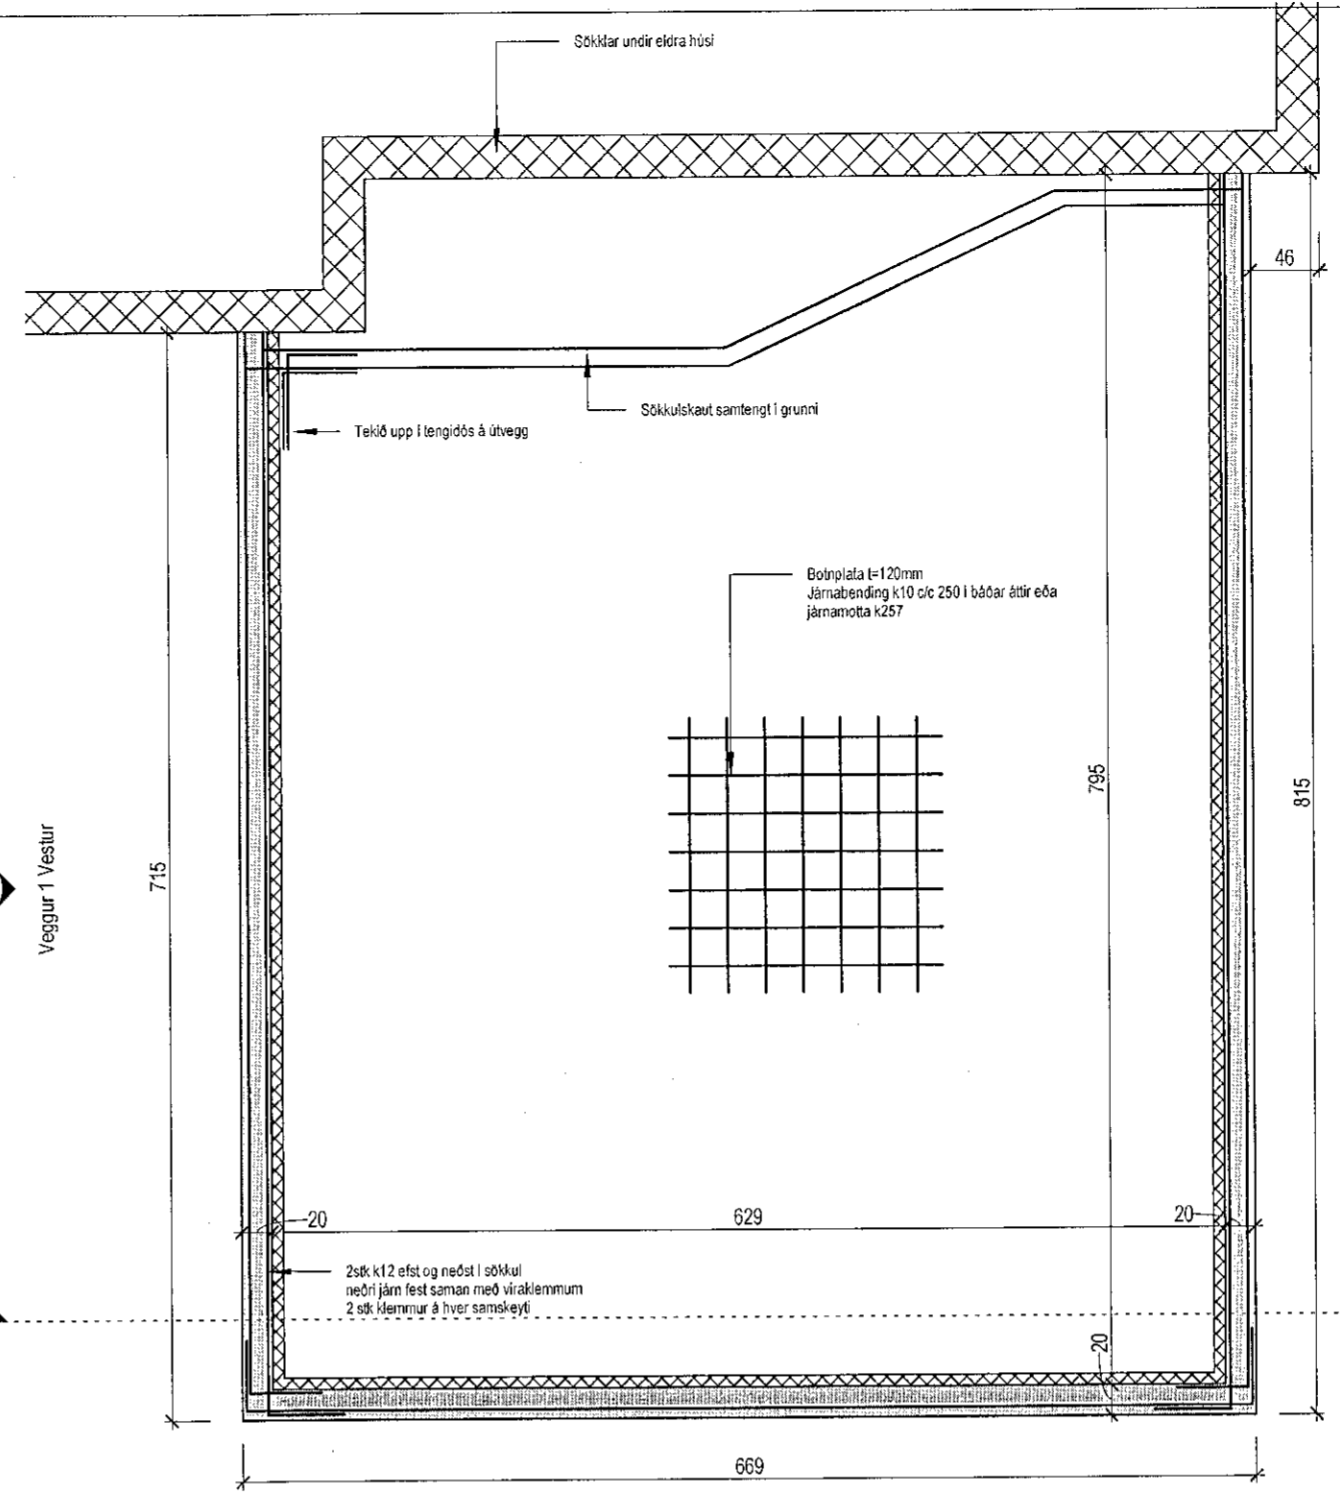 Sökklar undir eldra húsi
46
Sökkulskaut samtengt í grunni
Tekið upp í tengidós á útvegg
Botnplata t=120mm
Járnabending k10 c/c 250 í báðar áttir eða
járnamotta k257
795
815
715
Veggur 1 Vestur
20
629
20
2stk k12 efst og neðst í sökkul
neðri járn fest saman með víraklemmum
2 stk klemmur á hver samskeyti
20
669